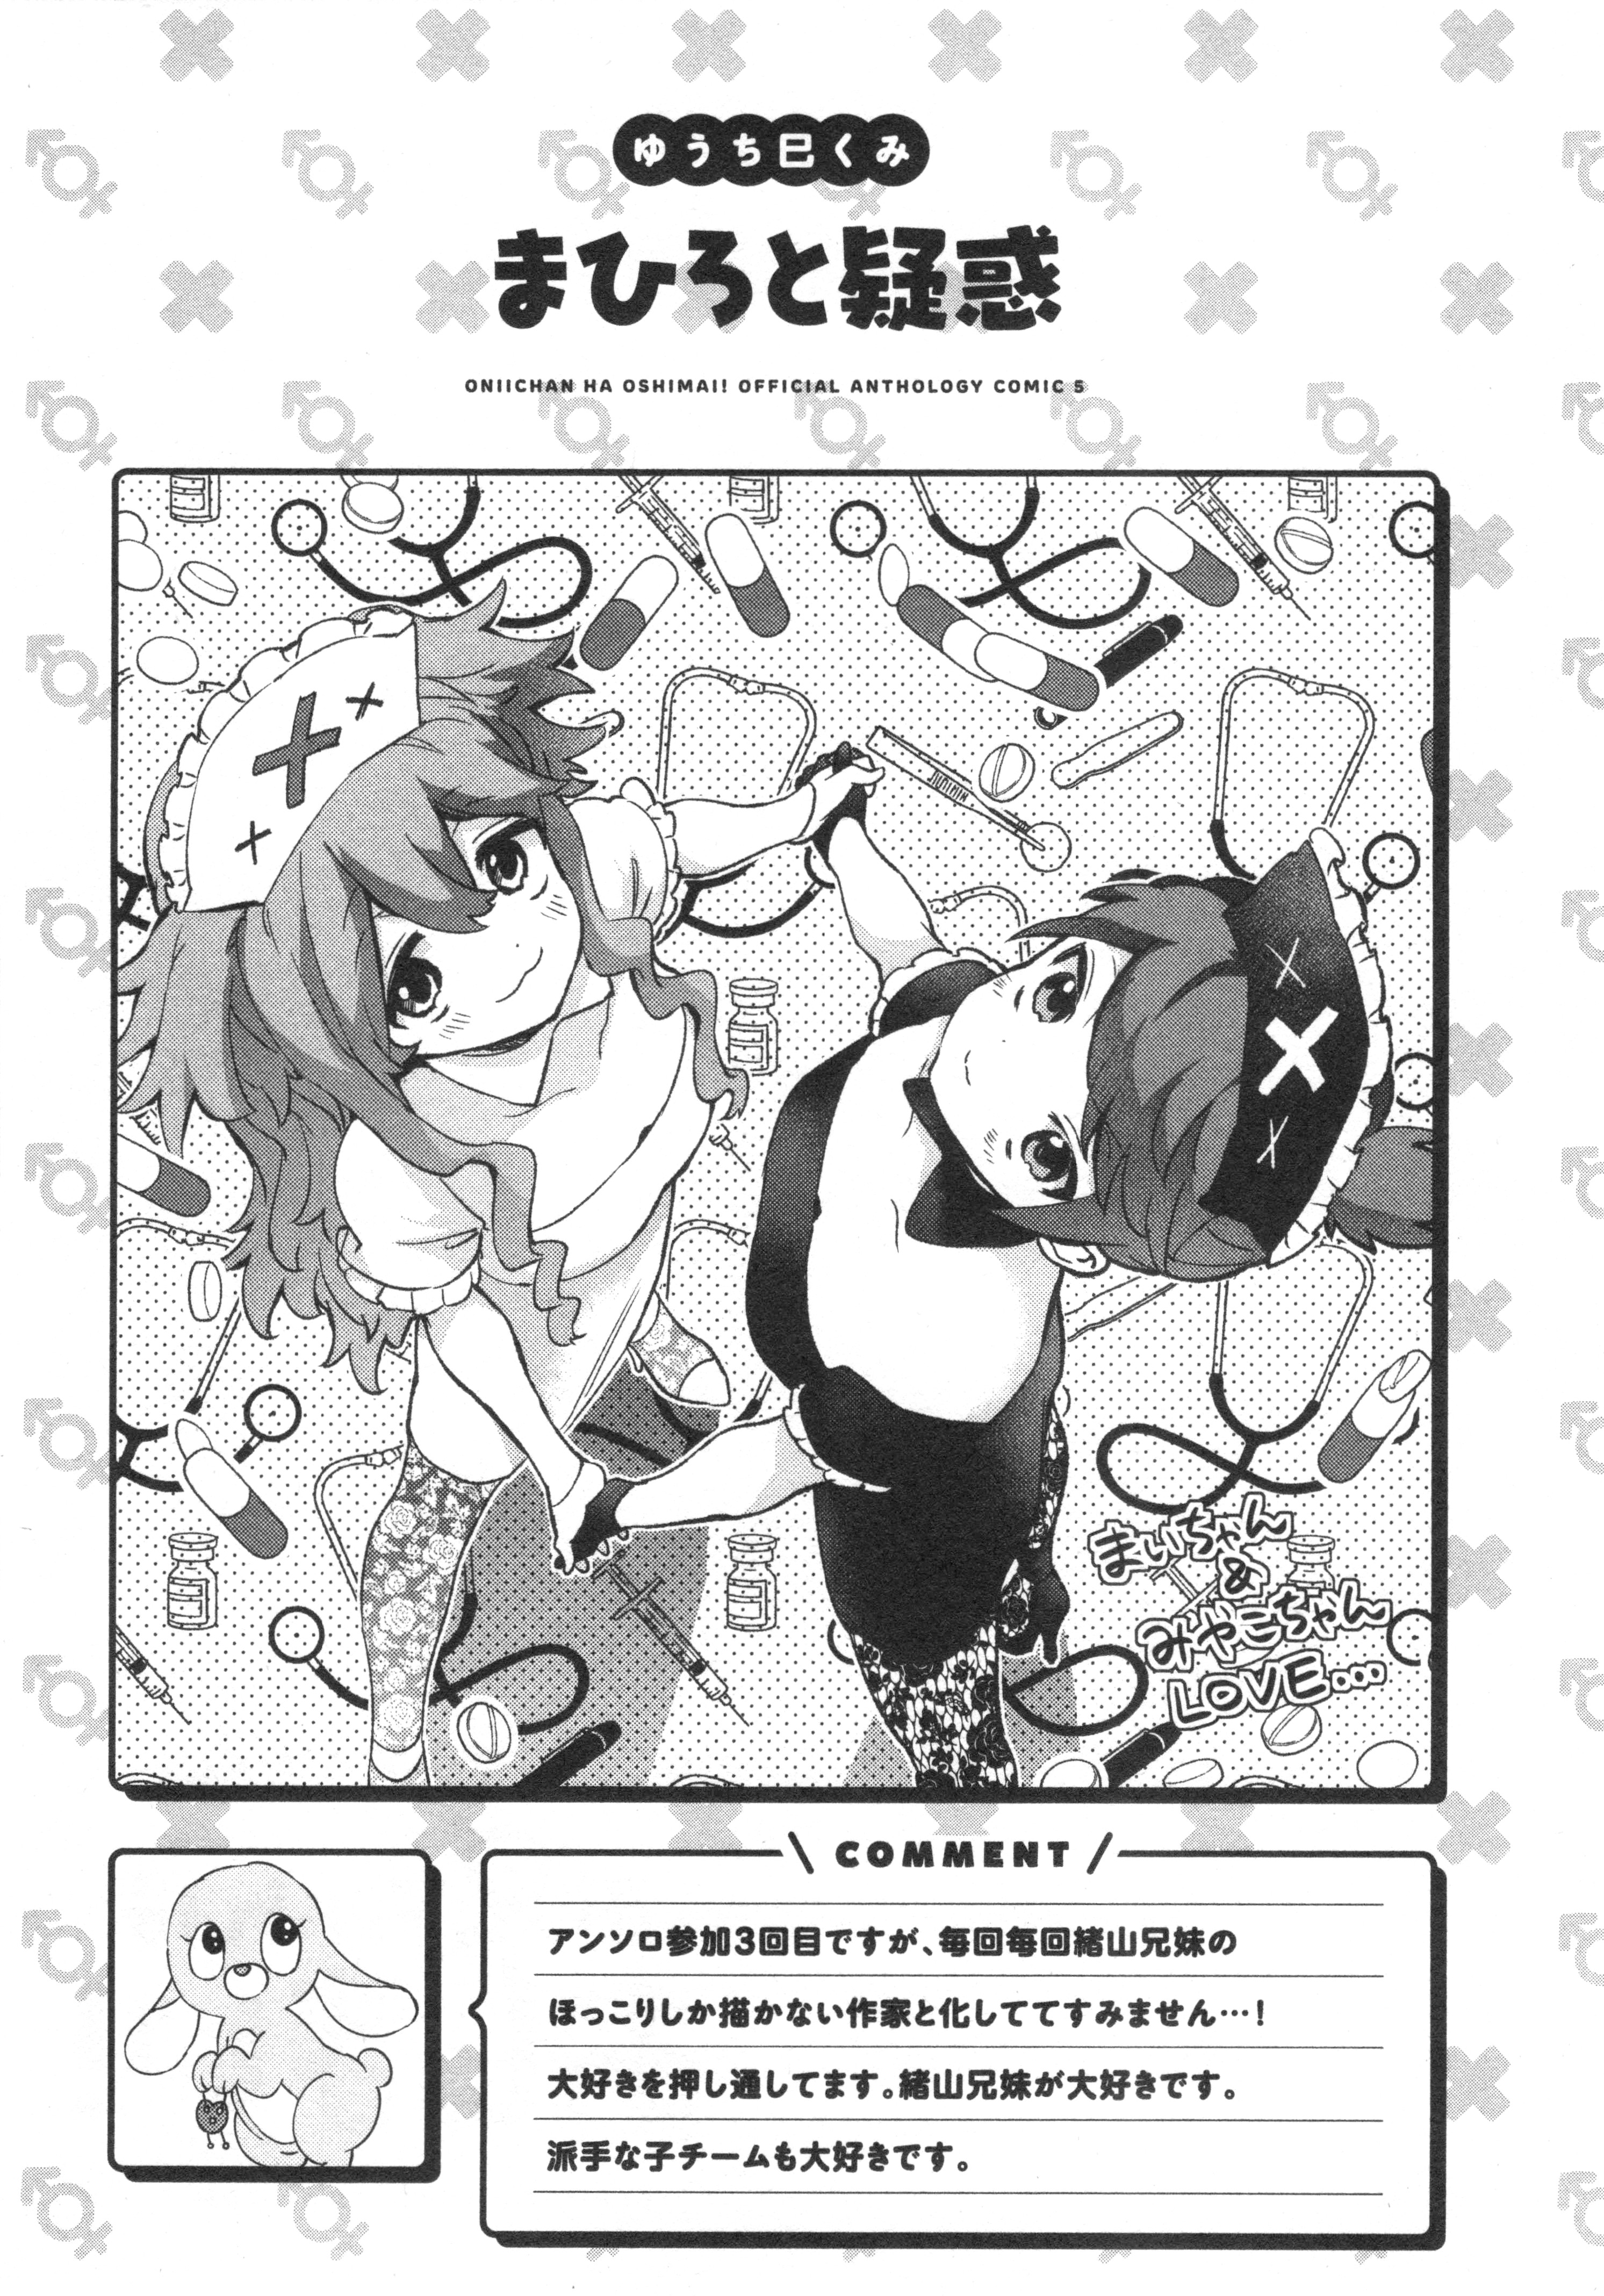 ゆうち巳くみ
まひろと疑惑
ONIICHAN HA OSHIMAI! OFFICIAL ANTHOLOGY COMIC 5
まいちゃん
&
みやこちゃん
LOVE...
COMMENT
アンソロ参加3回目ですが、毎回毎回緒山兄妹の
ほっこりしか描かない作家と化しててすみません…!
大好きを押し通してます。緒山兄妹が大好きです。
派手な子チームも大好きです。